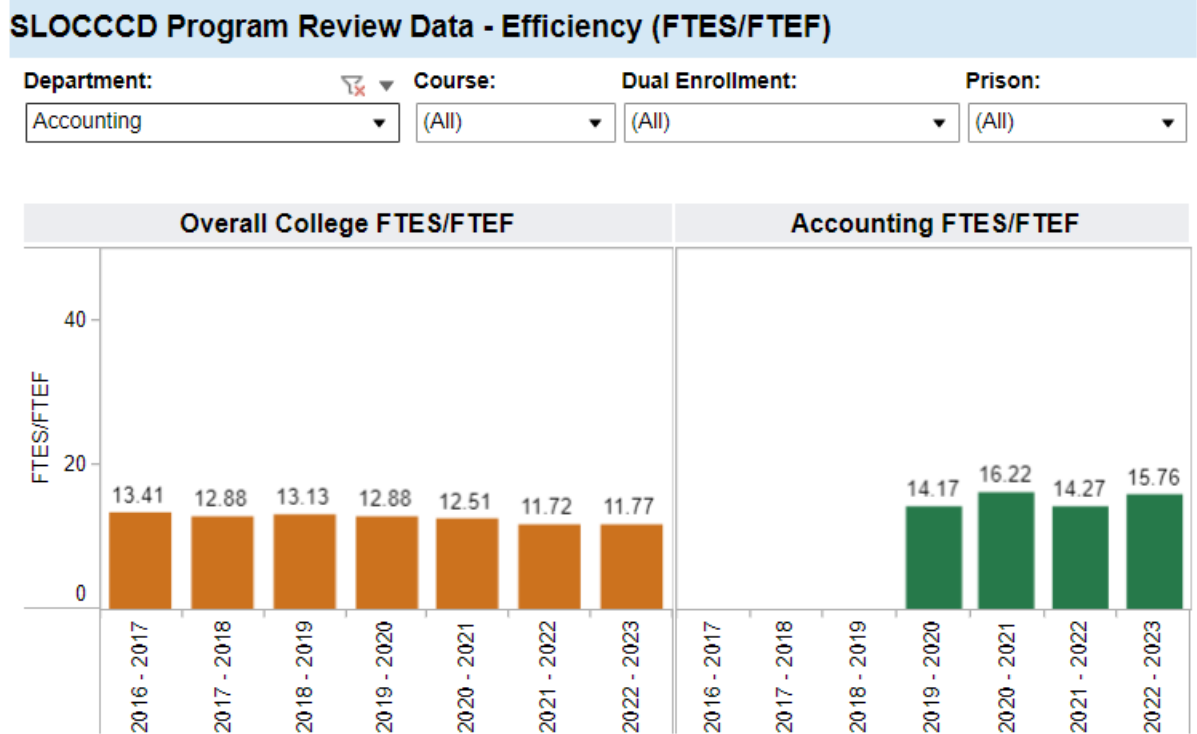 SLOCCCD Program Review Data - Efficiency (FTES/FTEF)
Department: Course: Dual Enrollment: Prison:
Accounting (All) (All) (All)
Overall College FTES/FTEF Accounting FTES/FTEF
FTES/FTEF
40
20
0
13.41 12.88 13.13 12.88 12.51 11.72 11.77
14.17 16.22 14.27 15.76
2016 - 2017 2017 - 2018 2018 - 2019 2019 - 2020 2020 - 2021 2021 - 2022 2022 - 2023
2016 - 2017 2017 - 2018 2018 - 2019 2019 - 2020 2020 - 2021 2021 - 2022 2022 - 2023